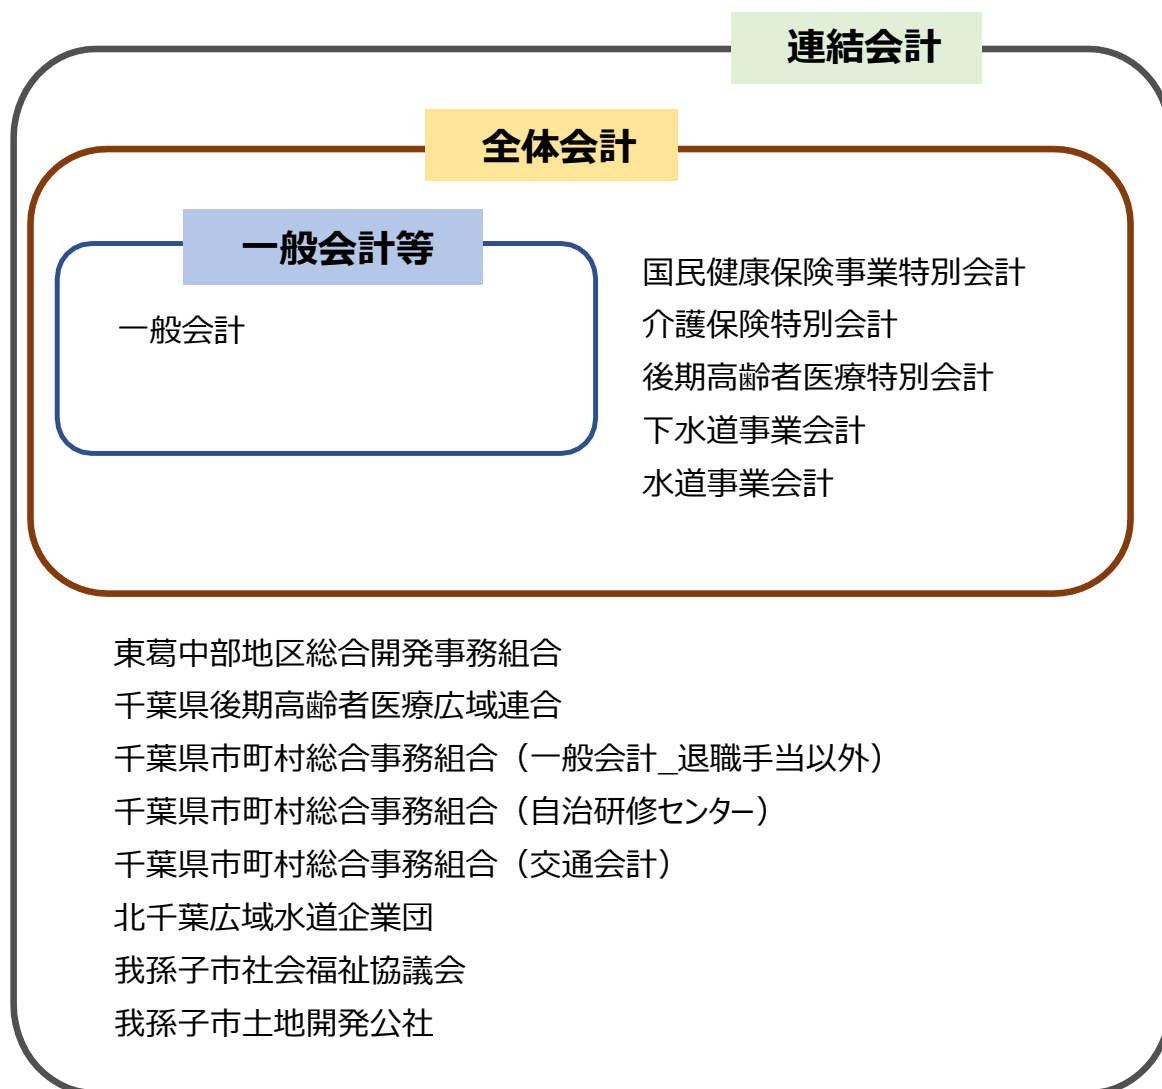 連結会計
全体会計
一般会計等
一般会計
国民健康保険事業特別会計
介護保険特別会計
後期高齢者医療特別会計
下水道事業会計
水道事業会計
東葛中部地区総合開発事務組合
千葉県後期高齢者医療広域連合
千葉県市町村総合事務組合（一般会計_退職手当以外）
千葉県市町村総合事務組合（自治研修センター）
千葉県市町村総合事務組合（交通会計）
北千葉広域水道企業団
我孫子市社会福祉協議会
我孫子市土地開発公社